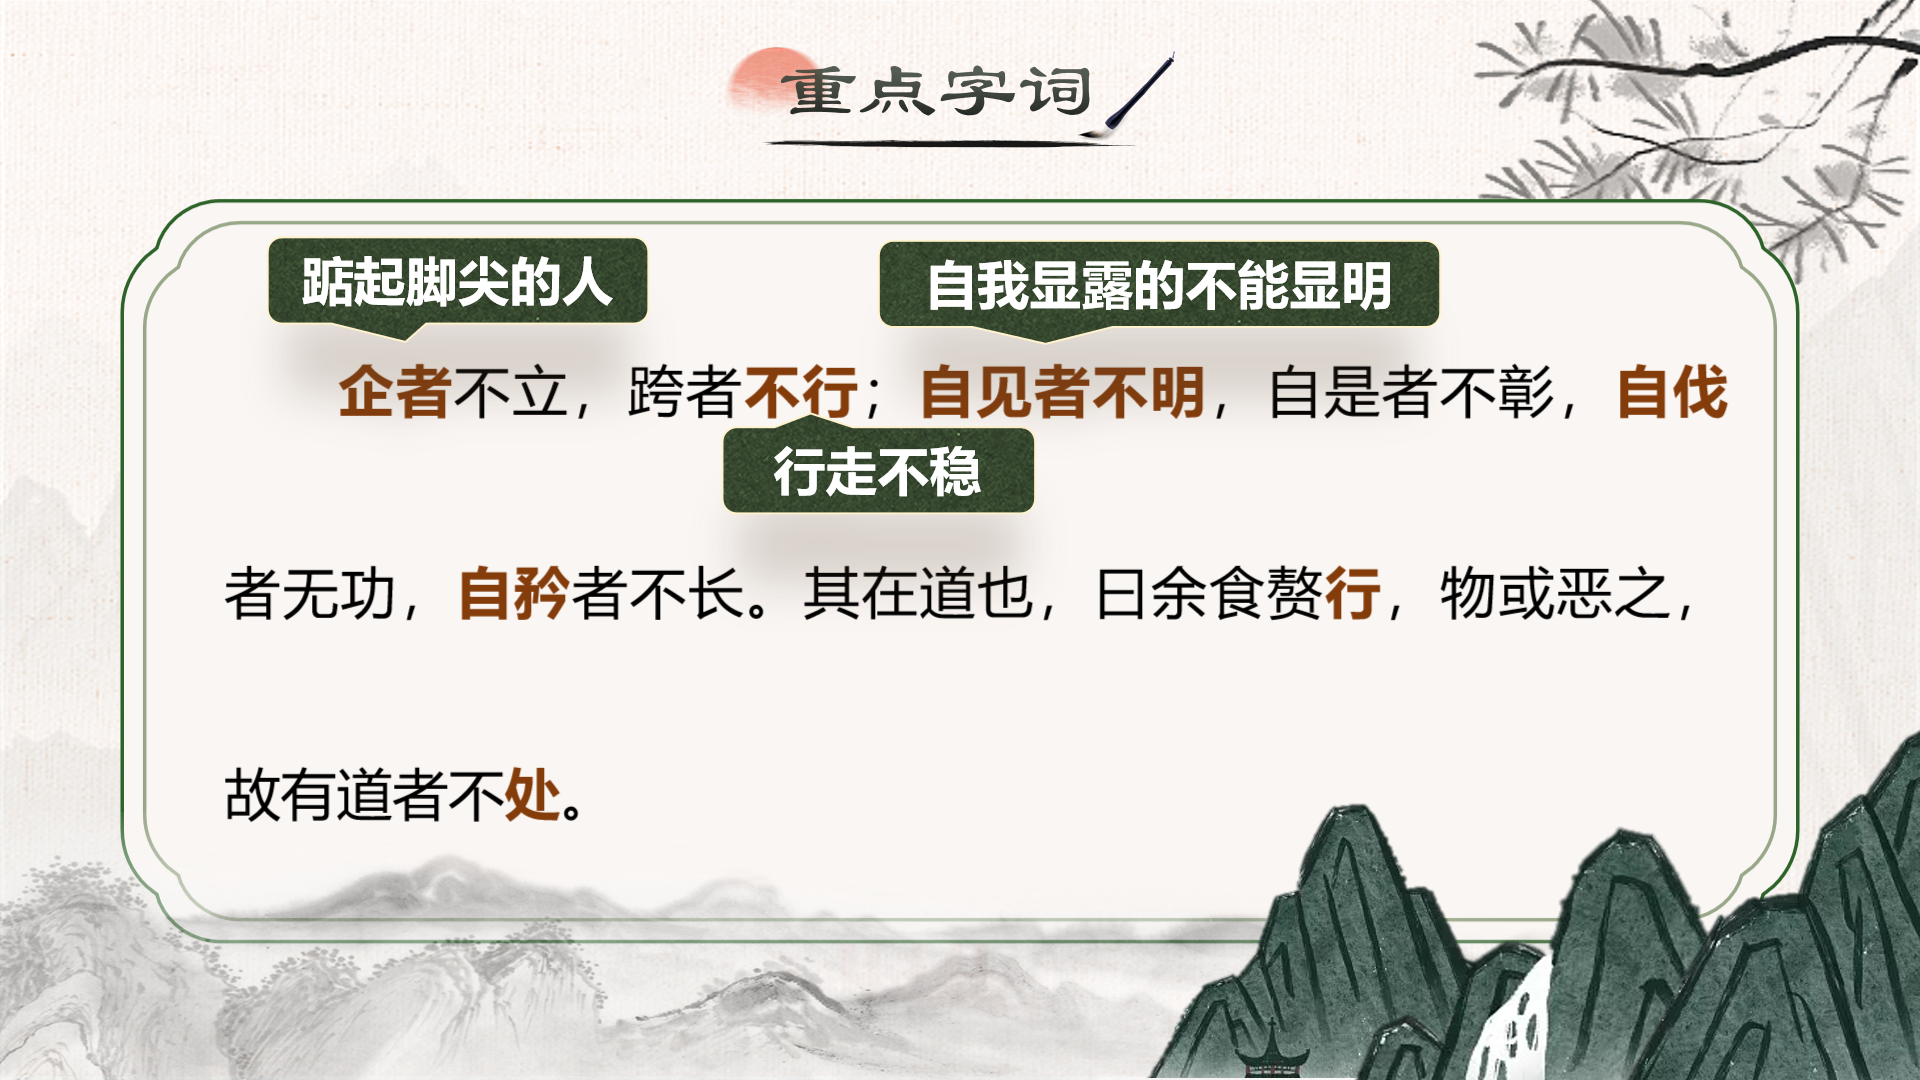 重点字词
踮起脚尖的人
自我显露的不能显明
企者不立，跨者不行；自见者不明，自是者不彰，自伐
行走不稳
者无功，自矜者不长。其在道也，曰余食赘行，物或恶之，
故有道者不处。